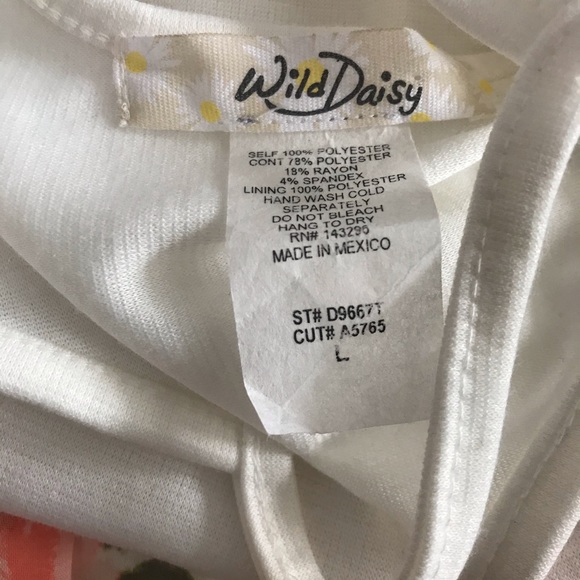 Wild Daisy
SELF 100% POLYESTER
CONT 78% POLYESTER
18% RAYON
4% SPANDEX
LINING 100% POLYESTER
HAND WASH COLD
SEPARATELY
DO NOT BLEACH
HANG TO DRY
RN# 143296
MADE IN MEXICO
ST# D9667T
CUT# A5765
L